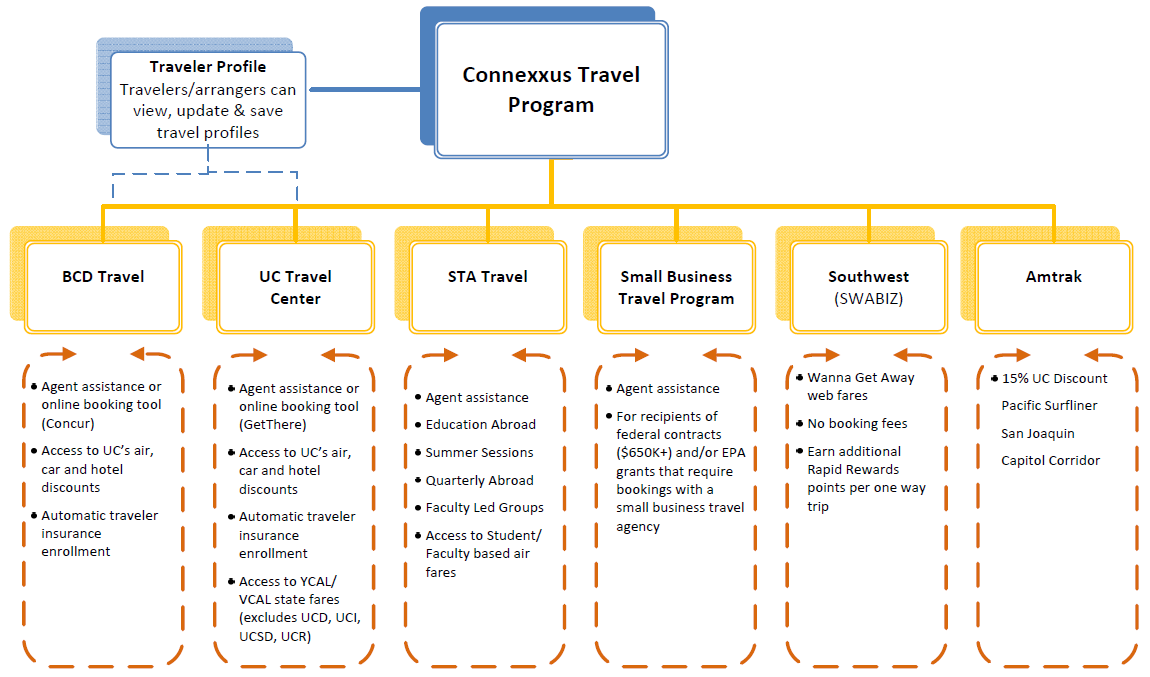 Connexxus Travel
Program
Traveler Profile
Travelers/arrangers can
view, update & save
travel profiles
BCD Travel
UC Travel
Center
STA Travel
Small Business
Travel Program
Southwest
(SWABIZ)
Amtrak
• Agent assistance or
online booking tool
(Concur)
• Access to UC’s air,
car and hotel
discounts
• Automatic traveler
insurance
enrollment
• Agent assistance or
online booking tool
(GetThere)
• Access to UC’s air,
car and hotel
discounts
• Automatic traveler
insurance
enrollment
• Access to YCAL/
VCAL state fares
(excludes UCD, UCI,
UCSD, UCR)
• Agent assistance
• Education Abroad
• Summer Sessions
• Quarterly Abroad
• Faculty Led Groups
• Access to Student/
Faculty based air
fares
• Agent assistance
• For recipients of
federal contracts
($650K+) and/or EPA
grants that require
bookings with a
small business travel
agency
• Wanna Get Away
web fares
• No booking fees
• Earn additional
Rapid Rewards
points per one way
trip
• 15% UC Discount
Pacific Surfliner
San Joaquin
Capitol Corridor